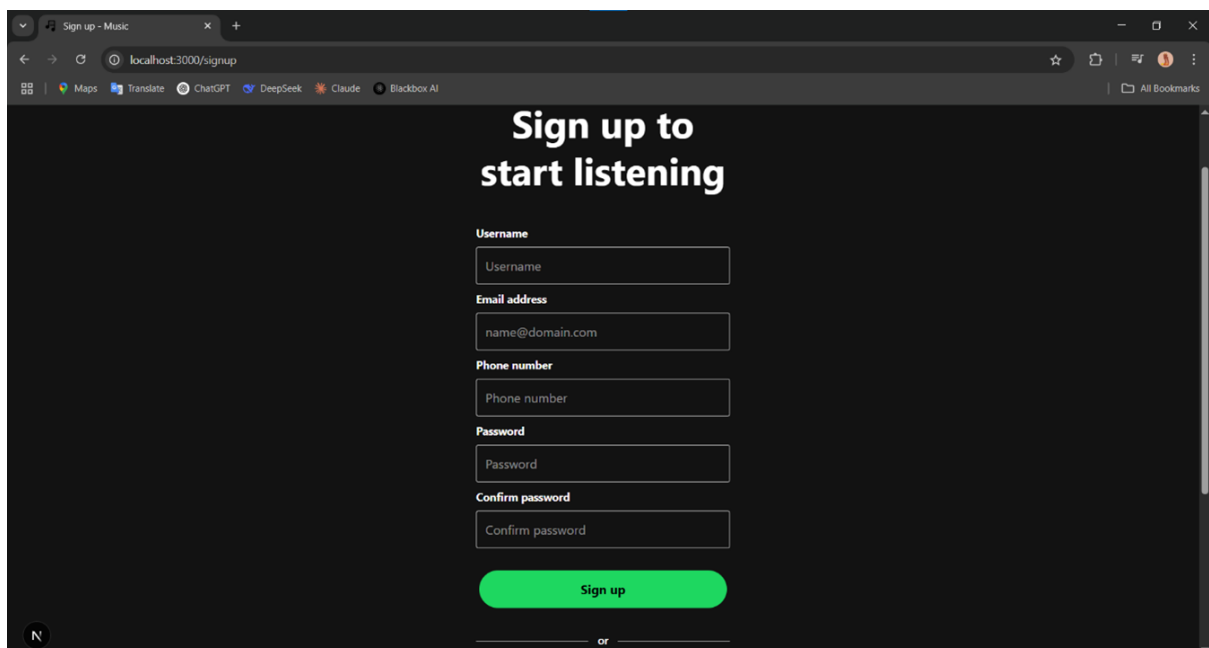 Sign up - Music
localhost:3000/signup
Maps Translate ChatGPT DeepSeek Claude Blackbox AI All Bookmarks
Sign up to
start listening
Username
Username
Email address
name@domain.com
Phone number
Phone number
Password
Password
Confirm password
Confirm password
Sign up
N
or